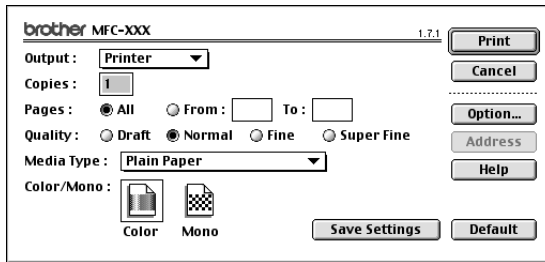 brother MFC-XXX 1.7.1
Print
Output : Printer
Cancel
Copies : 1
Pages : All From : To :
Option...
Quality : Draft Normal Fine Super Fine
Address
Media Type : Plain Paper
Help
Color/Mono :
Color Mono
Save Settings Default